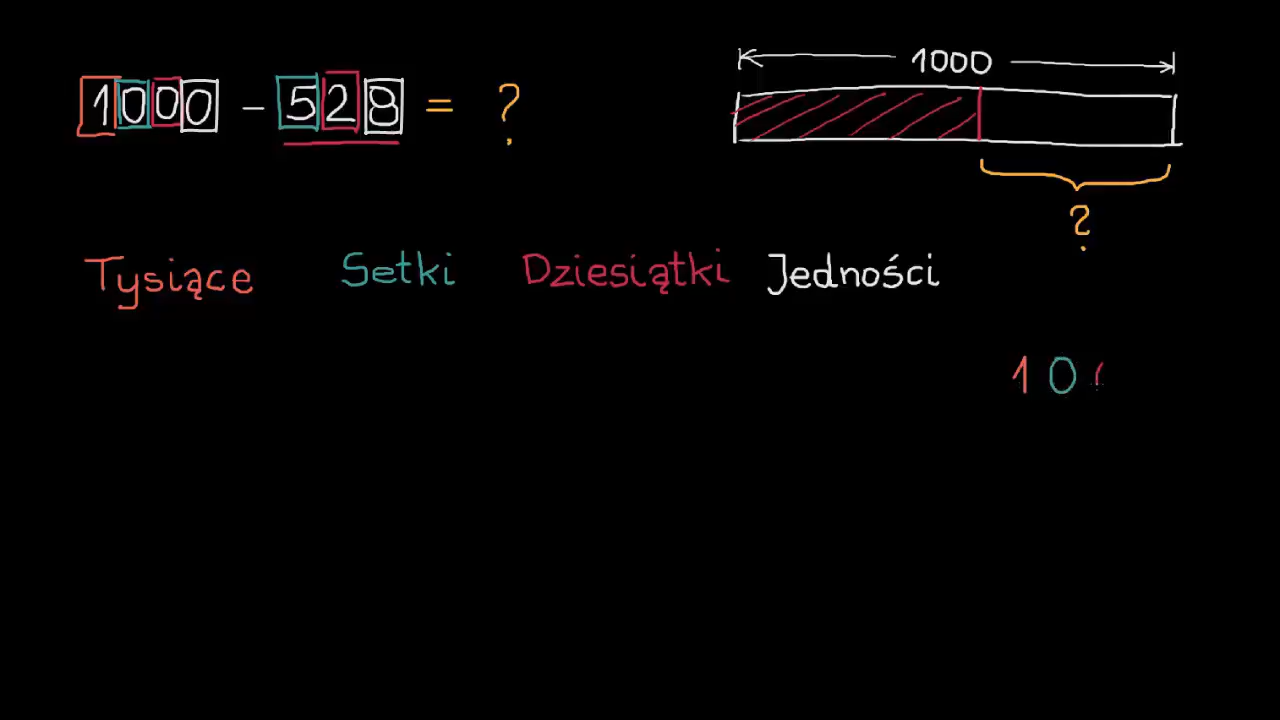 1000 - 528 = ?
1000
?
Tysiące Setki Dziesiątki Jedności
10